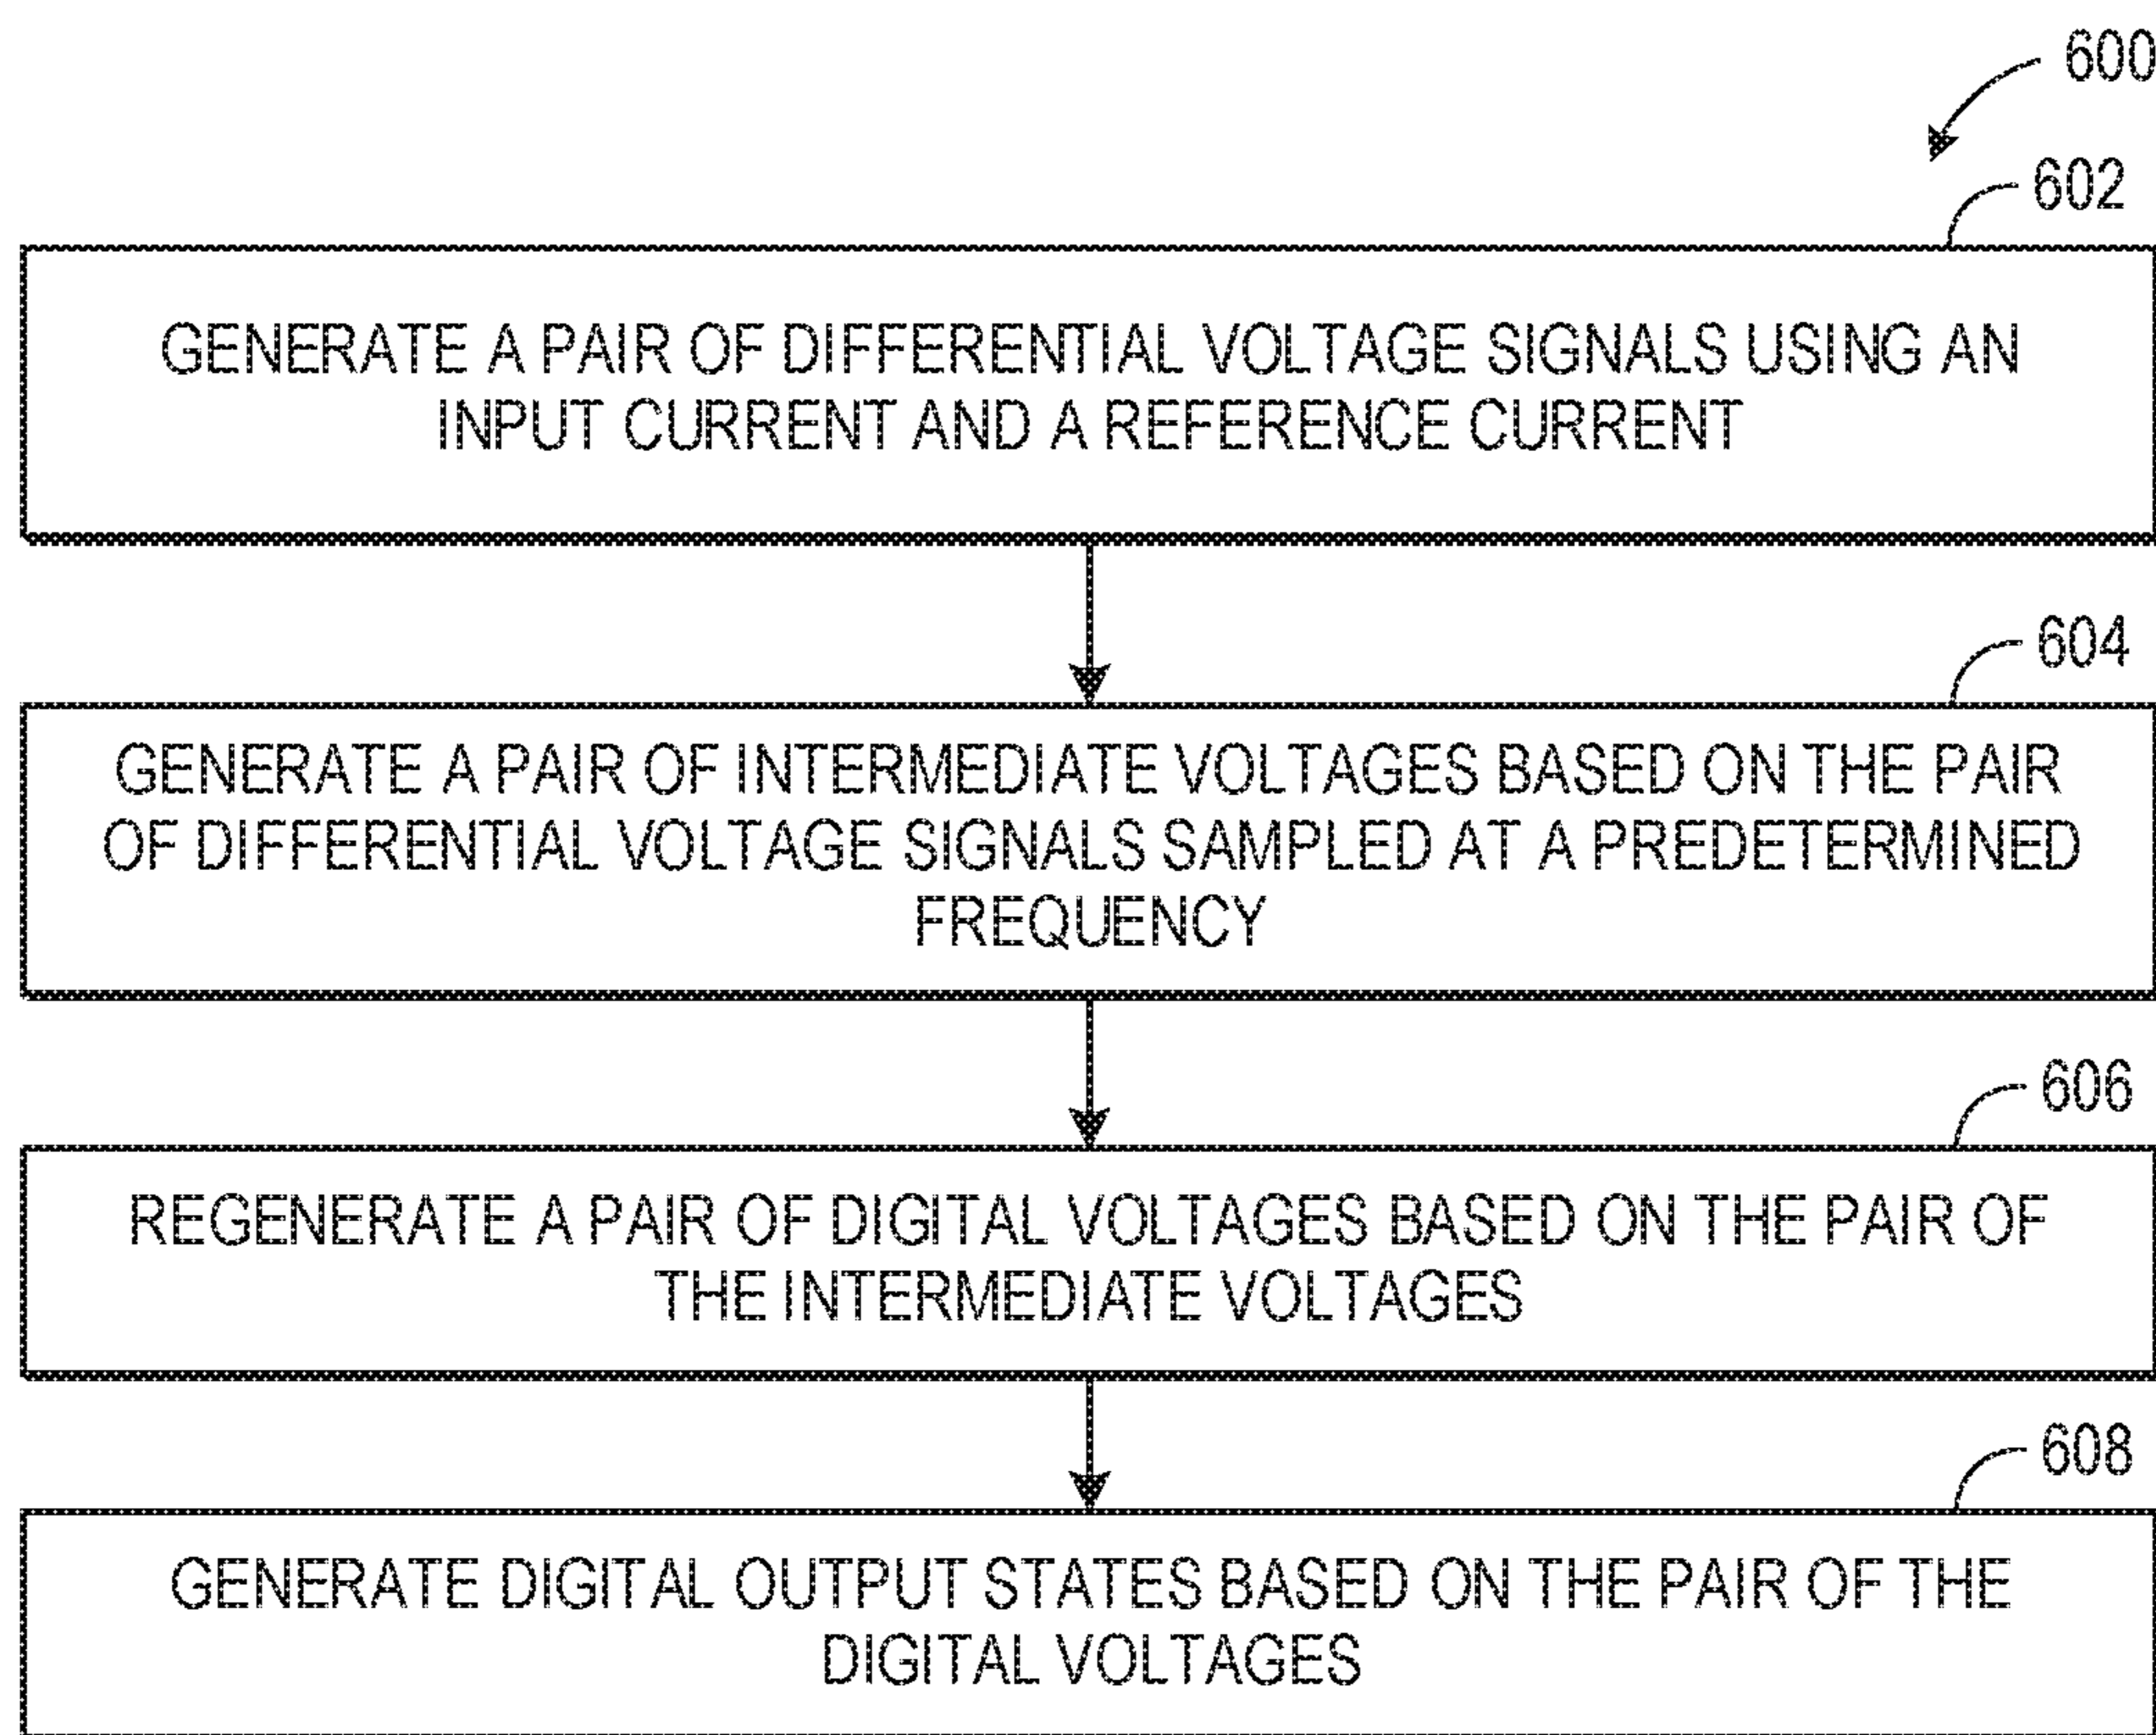 600
602
GENERATE A PAIR OF DIFFERENTIAL VOLTAGE SIGNALS USING AN
INPUT CURRENT AND A REFERENCE CURRENT
604
GENERATE A PAIR OF INTERMEDIATE VOLTAGES BASED ON THE PAIR
OF DIFFERENTIAL VOLTAGE SIGNALS SAMPLED AT A PREDETERMINED
FREQUENCY
606
REGENERATE A PAIR OF DIGITAL VOLTAGES BASED ON THE PAIR OF
THE INTERMEDIATE VOLTAGES
608
GENERATE DIGITAL OUTPUT STATES BASED ON THE PAIR OF THE
DIGITAL VOLTAGES